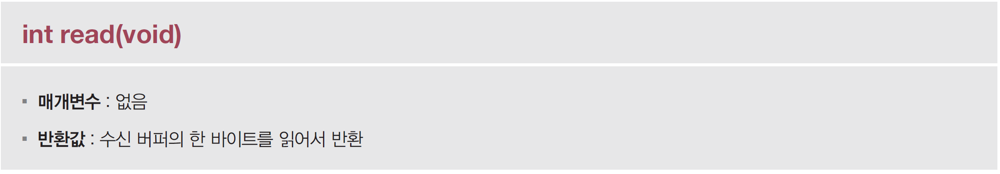 int read(void)
▪ 매개변수 : 없음
▪ 반환값 : 수신 버퍼의 한 바이트를 읽어서 반환